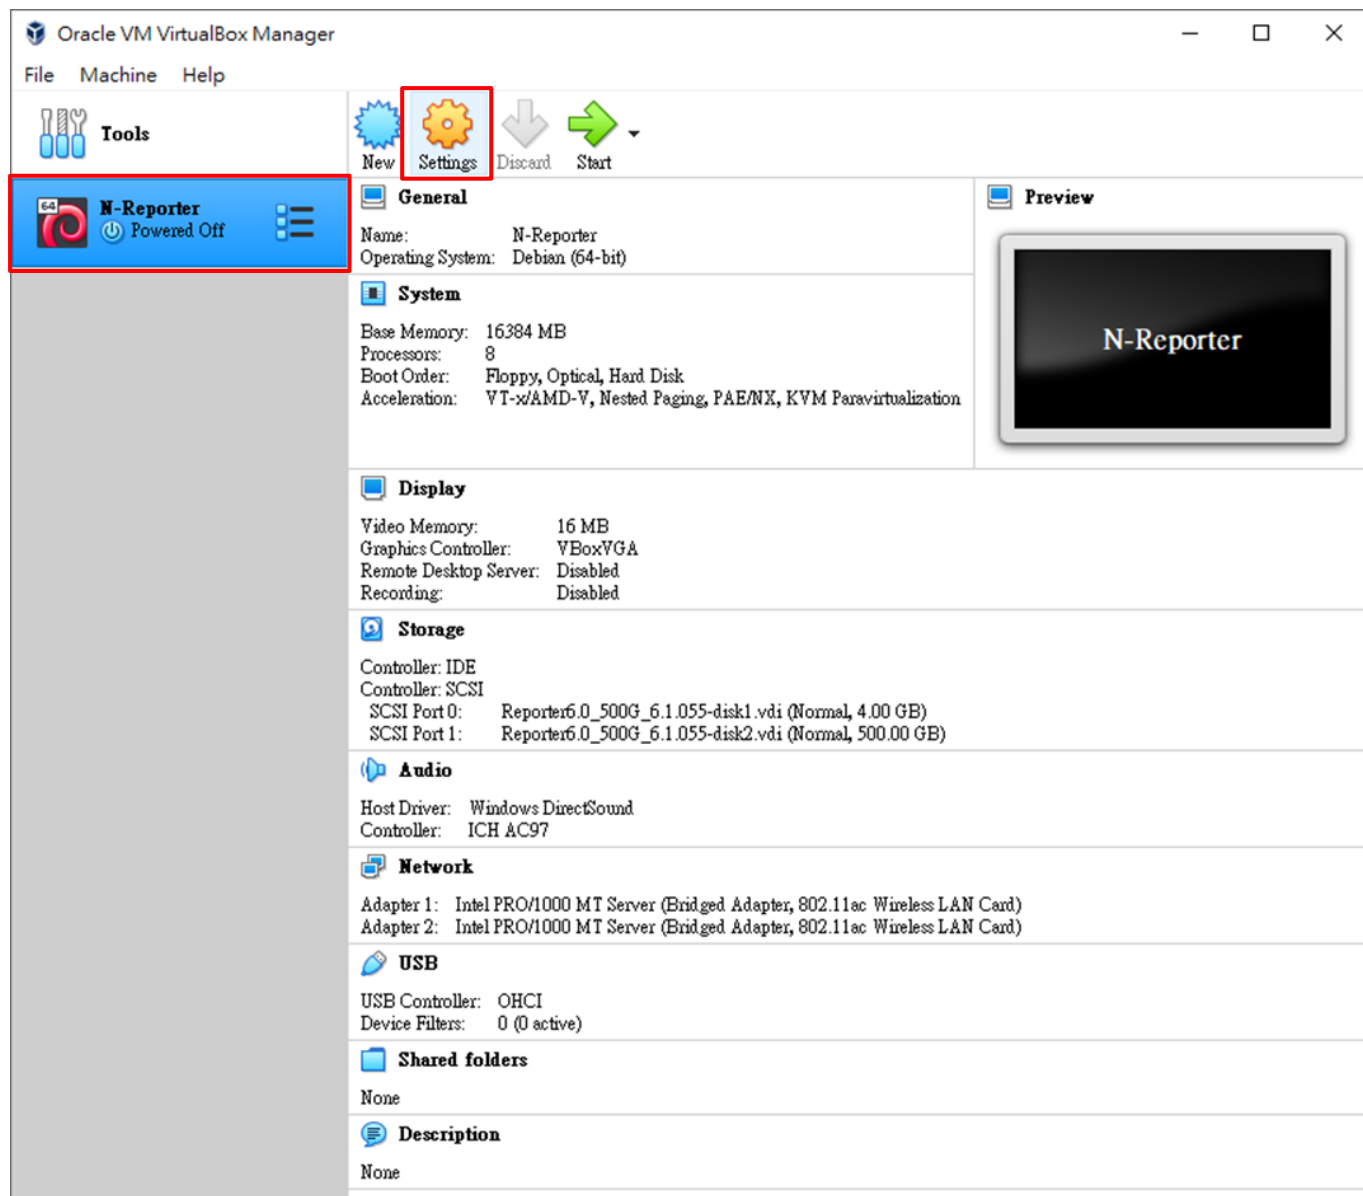 Oracle VM VirtualBox Manager
File Machine Help
Tools
New Settings Discard Start
64
N-Reporter
Powered Off
General
Name: N-Reporter
Operating System: Debian (64-bit)
Preview
N-Reporter
System
Base Memory: 16384 MB
Processors: 8
Boot Order: Floppy, Optical, Hard Disk
Acceleration: VT-x/AMD-V, Nested Paging, PAE/NX, KVM Paravirtualization
Display
Video Memory: 16 MB
Graphics Controller: VBoxVGA
Remote Desktop Server: Disabled
Recording: Disabled
Storage
Controller: IDE
Controller: SCSI
SCSI Port 0: Reporter6.0_500G_6.1.055-disk1.vdi (Normal, 4.00 GB)
SCSI Port 1: Reporter6.0_500G_6.1.055-disk2.vdi (Normal, 500.00 GB)
Audio
Host Driver: Windows DirectSound
Controller: ICH AC97
Network
Adapter 1: Intel PRO/1000 MT Server (Bridged Adapter, 802.11ac Wireless LAN Card)
Adapter 2: Intel PRO/1000 MT Server (Bridged Adapter, 802.11ac Wireless LAN Card)
USB
USB Controller: OHCI
Device Filters: 0 (0 active)
Shared folders
None
Description
None